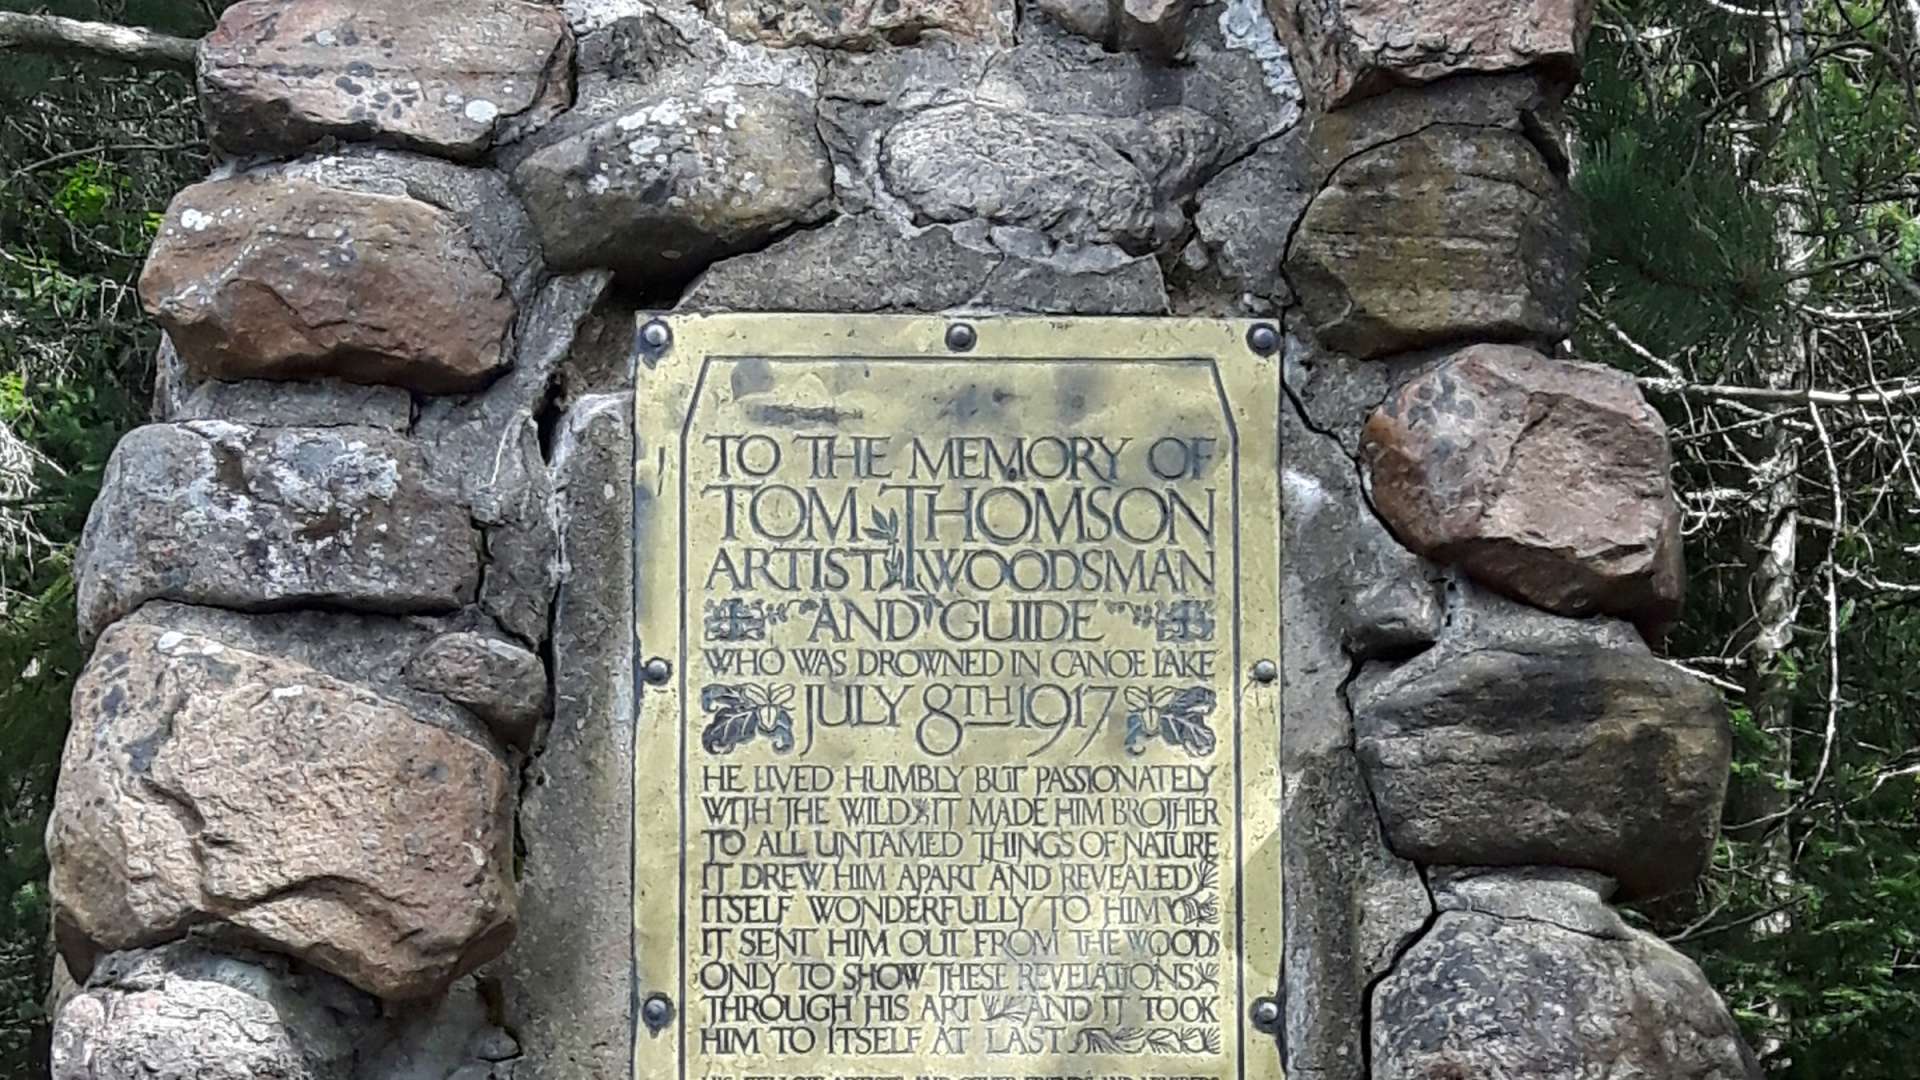 TO THE MEMORY OF
TOM THOMSON
ARTIST WOODSMAN
AND GUIDE
WHO WAS DROWNED IN CANOE LAKE
JULY 8TH 1917
HE LIVED HUMBLY BUT PASSIONATELY
WITH THE WILD IT MADE HIM BROTHER
TO ALL UNTAMED THINGS OF NATURE
IT DREW HIM APART AND REVEALED
ITSELF WONDERFULLY TO HIM
IT SENT HIM OUT FROM THE WOODS
ONLY TO SHOW THESE REVELATIONS
THROUGH HIS ART AND IT TOOK
HIM TO ITSELF AT LAST